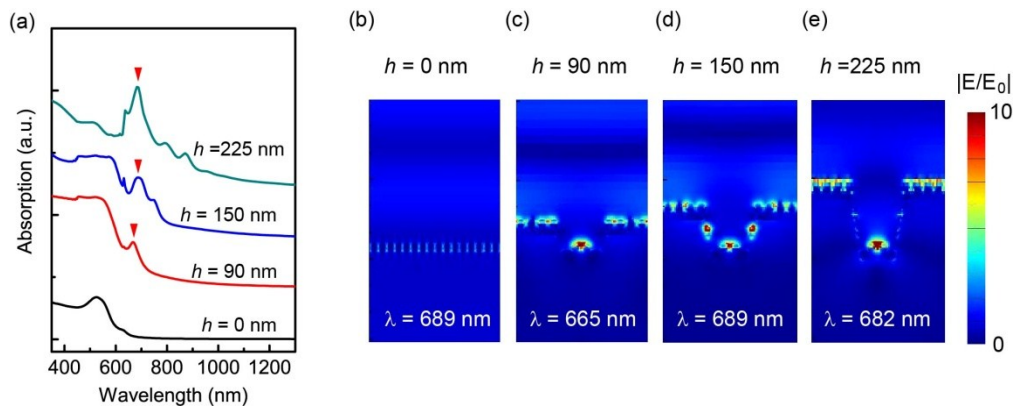 (a)
Absorption (a.u.)
h =225 nm
h = 150 nm
h = 90 nm
h = 0 nm
400 600 800 1000 1200
Wavelength (nm)
(b) (c) (d) (e)
h = 0 nm h = 90 nm h = 150 nm h =225 nm
λ = 689 nm λ = 665 nm λ = 689 nm λ = 682 nm
|E/E₀|
10
0